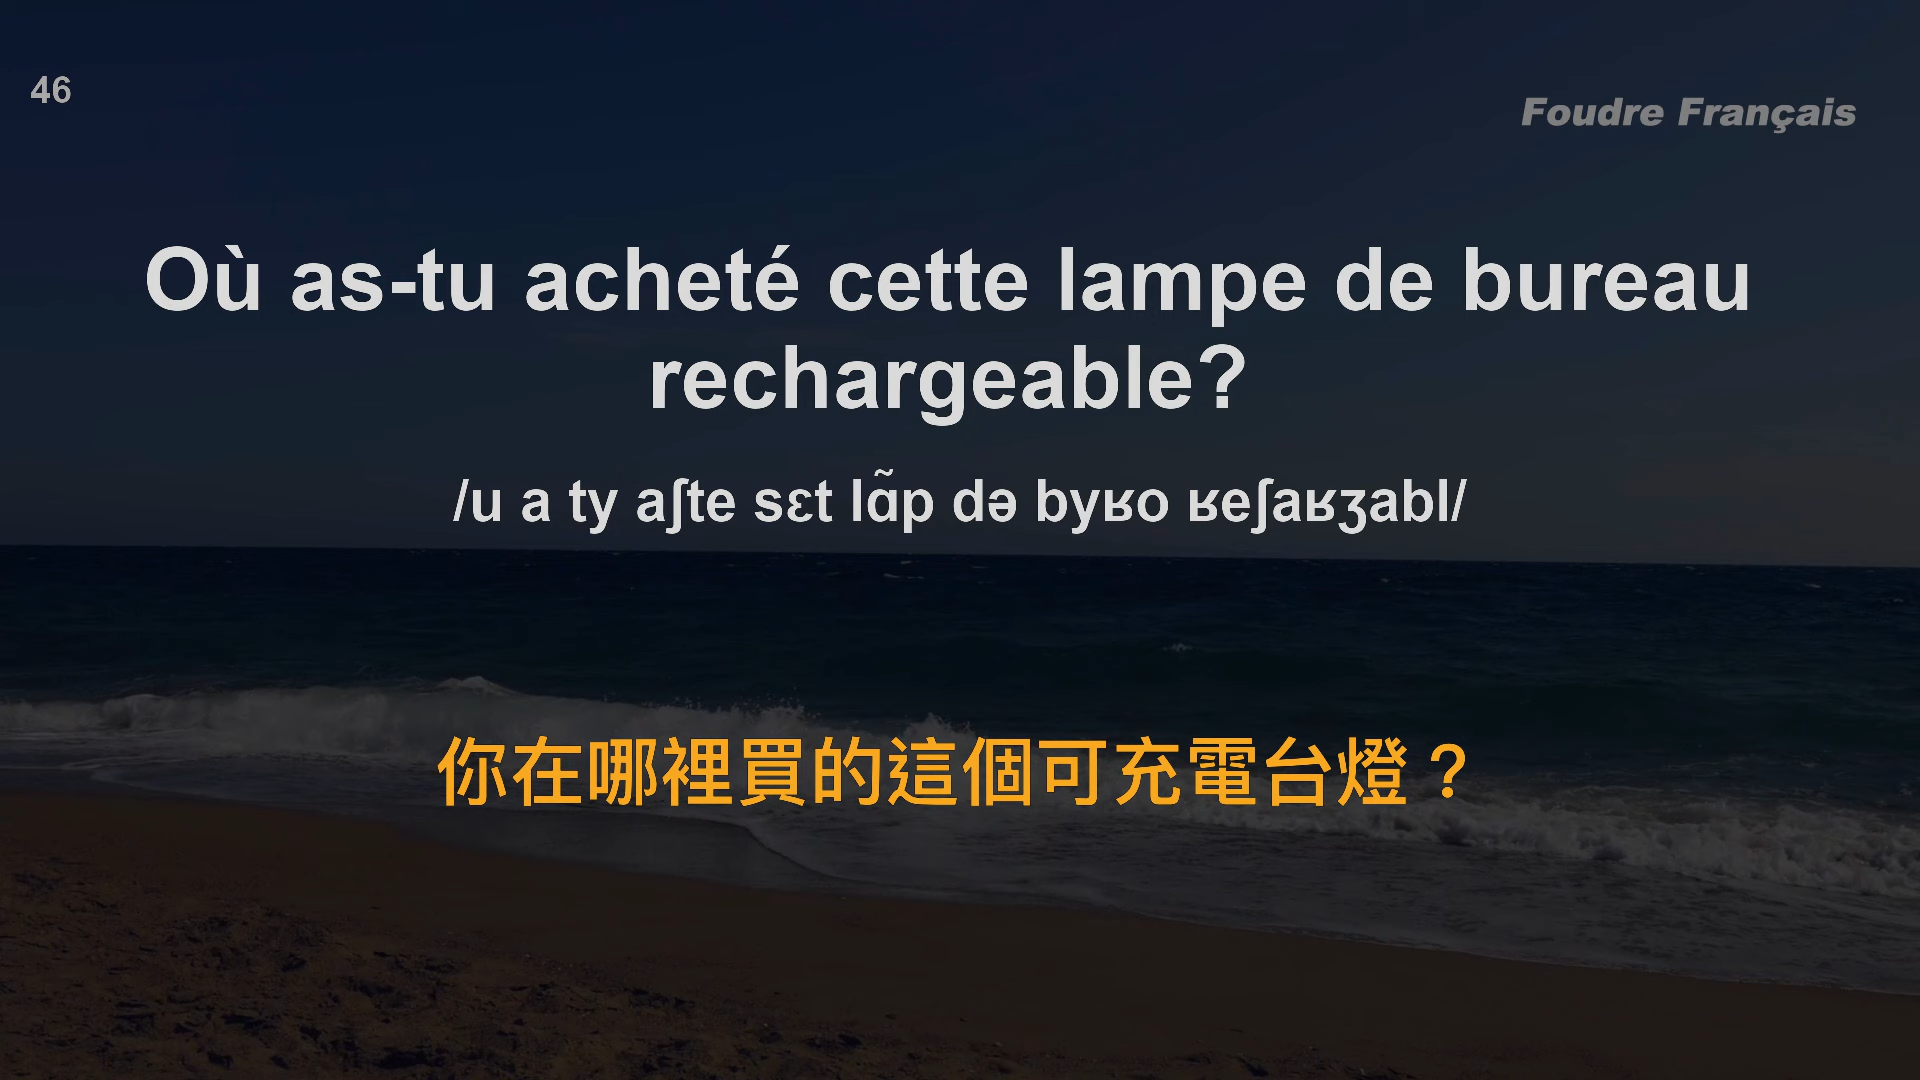 46
Foudre Français
Où as-tu acheté cette lampe de bureau
rechargeable?
/u a ty aʃte sɛt lɑ̃p də byʁo ʁeʃaʁʒabl/
你在哪裡買的這個可充電台燈？